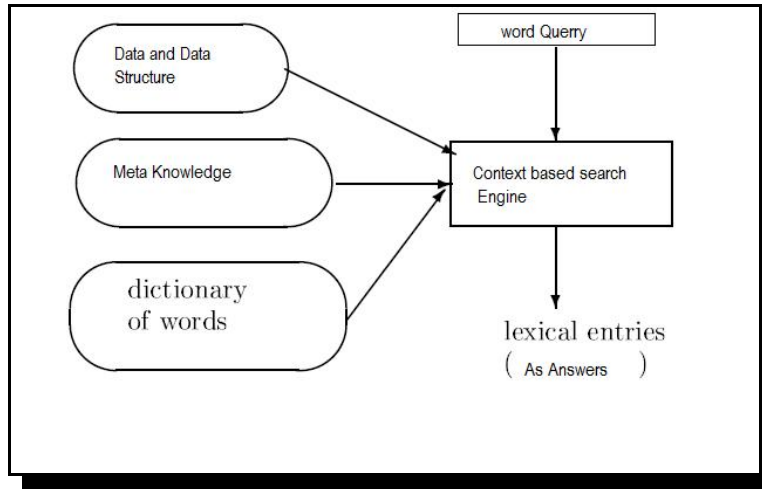 Data and Data
Structure
word Querry
Meta Knowledge
Context based search
Engine
dictionary
of words
lexical entries
( As Answers )